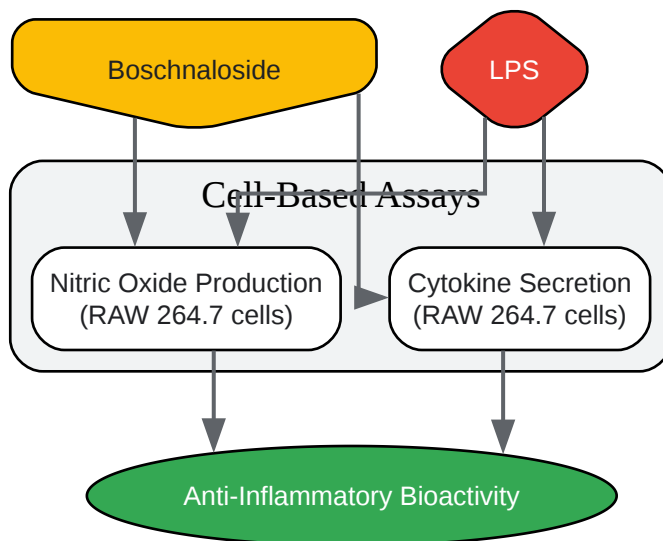 Boschnaloside
LPS
Cell-Based Assays
Nitric Oxide Production
(RAW 264.7 cells)
Cytokine Secretion
(RAW 264.7 cells)
Anti-Inflammatory Bioactivity